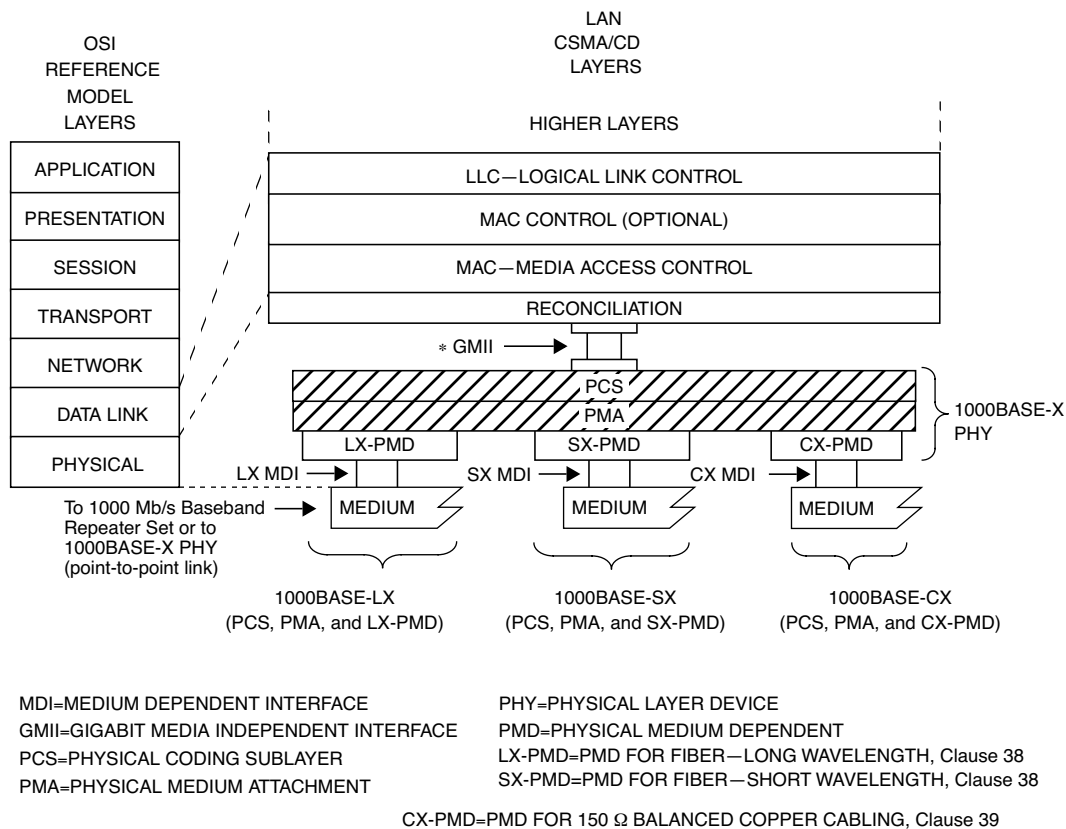 LAN
CSMA/CD
LAYERS
OSI
REFERENCE
MODEL
LAYERS
HIGHER LAYERS
APPLICATION
PRESENTATION
SESSION
TRANSPORT
NETWORK
DATA LINK
PHYSICAL
LLC—LOGICAL LINK CONTROL
MAC CONTROL (OPTIONAL)
MAC—MEDIA ACCESS CONTROL
RECONCILIATION
* GMII
PCS
PMA
1000BASE-X
PHY
LX-PMD
SX-PMD
CX-PMD
LX MDI
SX MDI
CX MDI
To 1000 Mb/s Baseband
Repeater Set or to
1000BASE-X PHY
(point-to-point link)
MEDIUM
MEDIUM
MEDIUM
1000BASE-LX
(PCS, PMA, and LX-PMD)
1000BASE-SX
(PCS, PMA, and SX-PMD)
1000BASE-CX
(PCS, PMA, and CX-PMD)
MDI=MEDIUM DEPENDENT INTERFACE
GMII=GIGABIT MEDIA INDEPENDENT INTERFACE
PCS=PHYSICAL CODING SUBLAYER
PMA=PHYSICAL MEDIUM ATTACHMENT
PHY=PHYSICAL LAYER DEVICE
PMD=PHYSICAL MEDIUM DEPENDENT
LX-PMD=PMD FOR FIBER—LONG WAVELENGTH, Clause 38
SX-PMD=PMD FOR FIBER—SHORT WAVELENGTH, Clause 38
CX-PMD=PMD FOR 150 Ω BALANCED COPPER CABLING, Clause 39